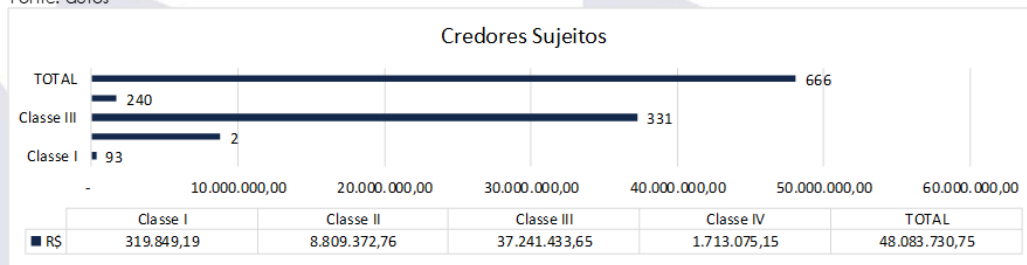 Credores Sujeitos
TOTAL 666
240
Classe III 331
2
Classe I 93
- 10.000.000,00 20.000.000,00 30.000.000,00 40.000.000,00 50.000.000,00 60.000.000,00
Classe I Classe II Classe III Classe IV TOTAL
R$ 319.849,19 8.809.372,76 37.241.433,65 1.713.075,15 48.083.730,75